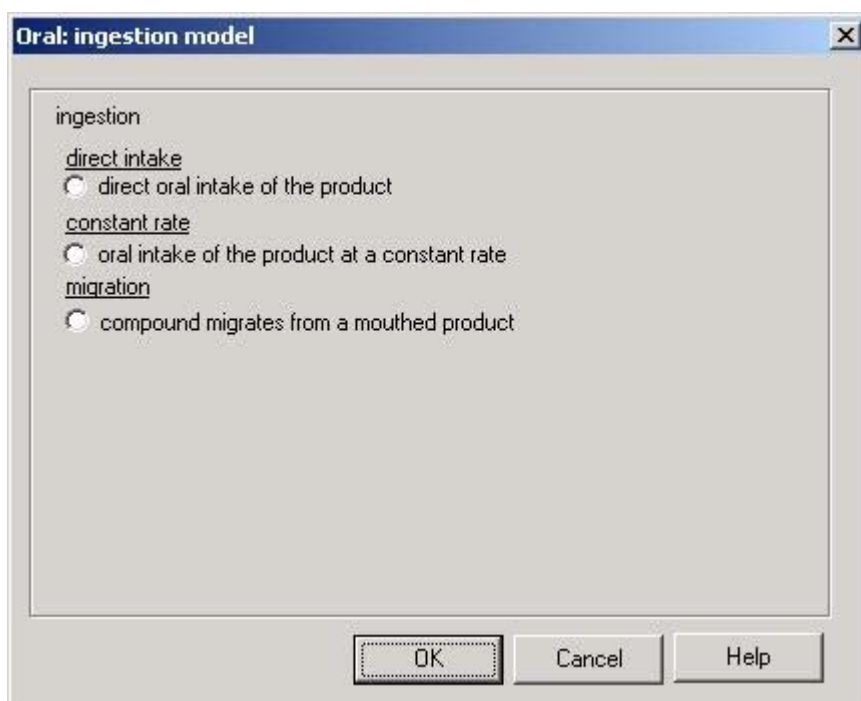 Oral: ingestion model
ingestion
direct intake
direct oral intake of the product
constant rate
oral intake of the product at a constant rate
migration
compound migrates from a mouthed product
OK Cancel Help